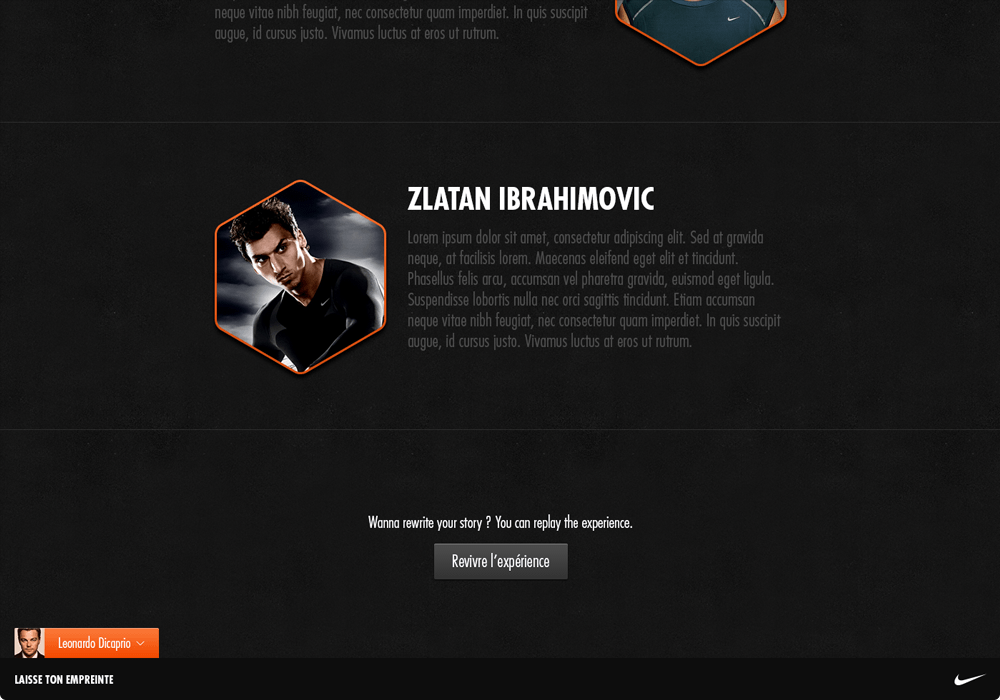 neque vitae nibh feugiat, nec consectetur quam imperdiet. In quis suscipit
augue, id cursus justo. Vivamus luctus at eros ut rutrum.
ZLATAN IBRAHIMOVIC
Lorem ipsum dolor sit amet, consectetur adipiscing elit. Sed at gravida
neque, at facilisis lorem. Maecenas eleifend eget elit et tincidunt.
Phasellus felis arcu, accumsan vel pharetra gravida, euismod eget ligula.
Suspendisse lobortis nulla nec orci sagittis tincidunt. Etiam accumsan
neque vitae nibh feugiat, nec consectetur quam imperdiet. In quis suscipit
augue, id cursus justo. Vivamus luctus at eros ut rutrum.
Wanna rewrite your story ? You can replay the experience.
Revivre l’expérience
Leonardo Dicaprio
LAISSE TON EMPREINTE